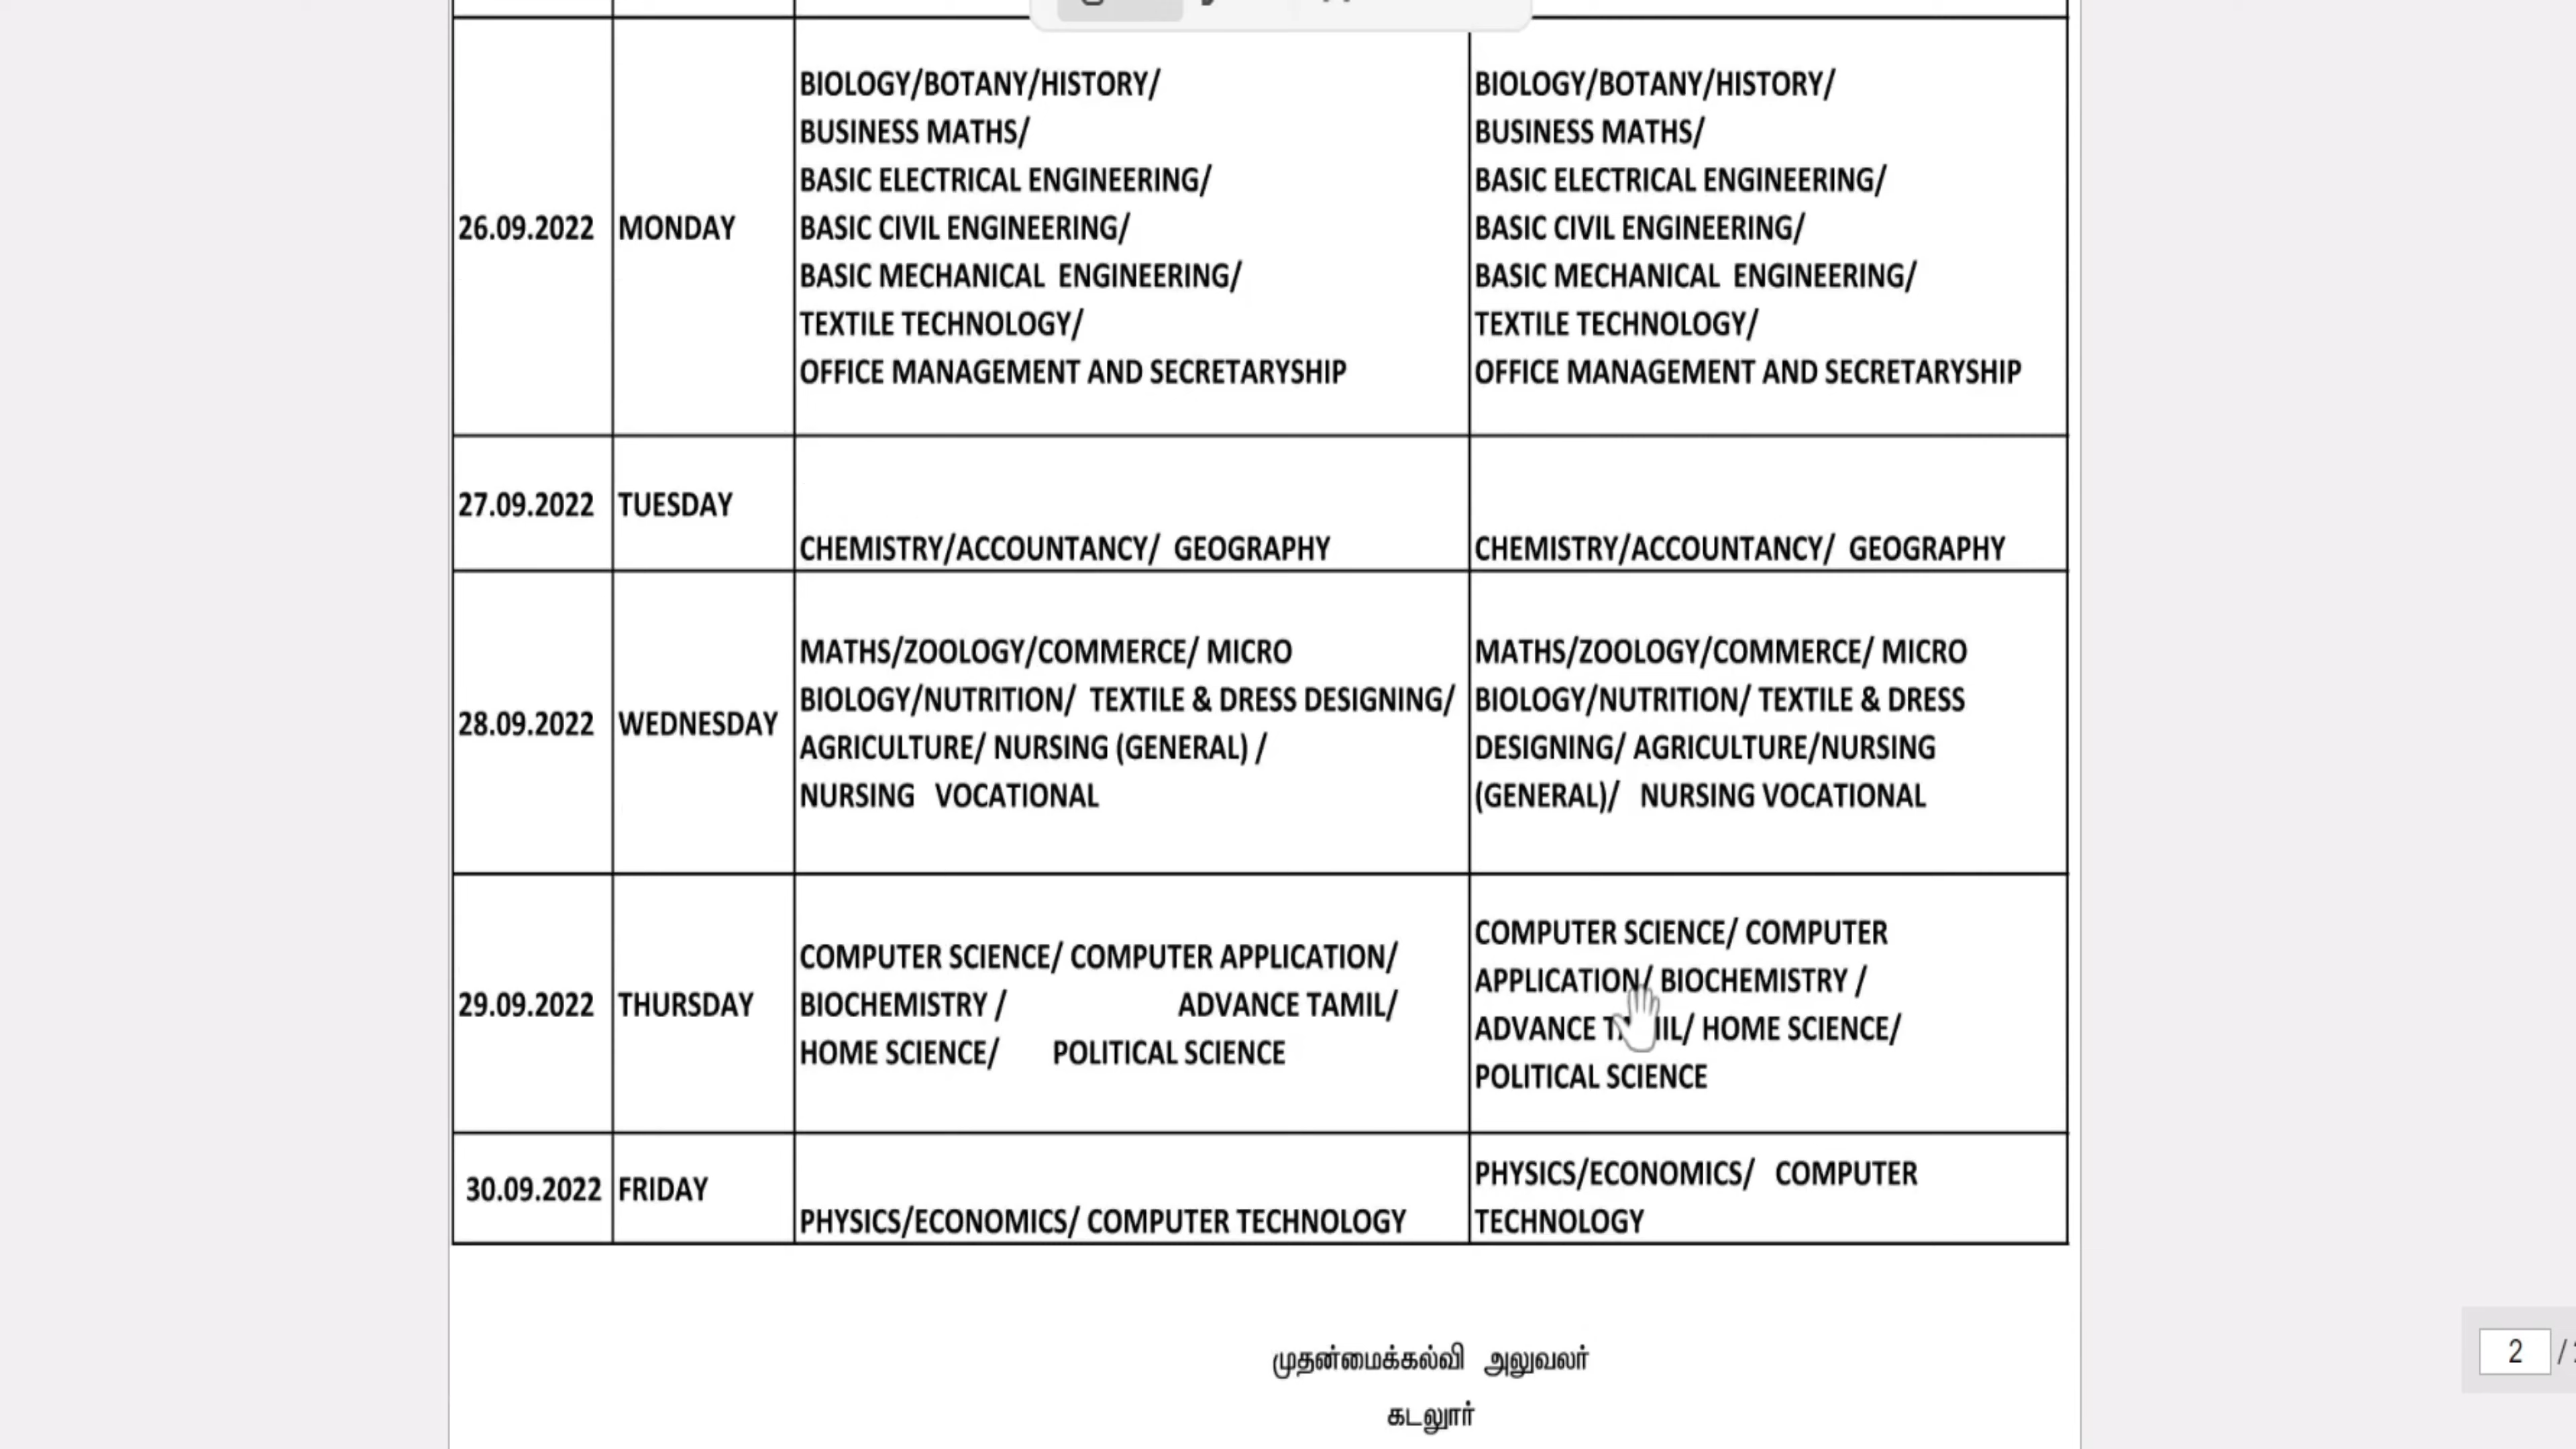 26.09.2022 MONDAY
BIOLOGY/BOTANY/HISTORY/
BUSINESS MATHS/
BASIC ELECTRICAL ENGINEERING/
BASIC CIVIL ENGINEERING/
BASIC MECHANICAL ENGINEERING/
TEXTILE TECHNOLOGY/
OFFICE MANAGEMENT AND SECRETARYSHIP
BIOLOGY/BOTANY/HISTORY/
BUSINESS MATHS/
BASIC ELECTRICAL ENGINEERING/
BASIC CIVIL ENGINEERING/
BASIC MECHANICAL ENGINEERING/
TEXTILE TECHNOLOGY/
OFFICE MANAGEMENT AND SECRETARYSHIP
27.09.2022 TUESDAY
CHEMISTRY/ACCOUNTANCY/ GEOGRAPHY
CHEMISTRY/ACCOUNTANCY/ GEOGRAPHY
28.09.2022 WEDNESDAY
MATHS/ZOOLOGY/COMMERCE/ MICRO
BIOLOGY/NUTRITION/ TEXTILE & DRESS DESIGNING/
AGRICULTURE/ NURSING (GENERAL) /
NURSING VOCATIONAL
MATHS/ZOOLOGY/COMMERCE/ MICRO
BIOLOGY/NUTRITION/ TEXTILE & DRESS
DESIGNING/ AGRICULTURE/NURSING
(GENERAL)/ NURSING VOCATIONAL
29.09.2022 THURSDAY
COMPUTER SCIENCE/ COMPUTER APPLICATION/
BIOCHEMISTRY / ADVANCE TAMIL/
HOME SCIENCE/ POLITICAL SCIENCE
COMPUTER SCIENCE/ COMPUTER
APPLICATION/ BIOCHEMISTRY /
ADVANCE TAMIL/ HOME SCIENCE/
POLITICAL SCIENCE
30.09.2022 FRIDAY
PHYSICS/ECONOMICS/ COMPUTER TECHNOLOGY
PHYSICS/ECONOMICS/ COMPUTER
TECHNOLOGY
முதன்மைக்கல்வி அலுவலர்
கடலூர்
2 /